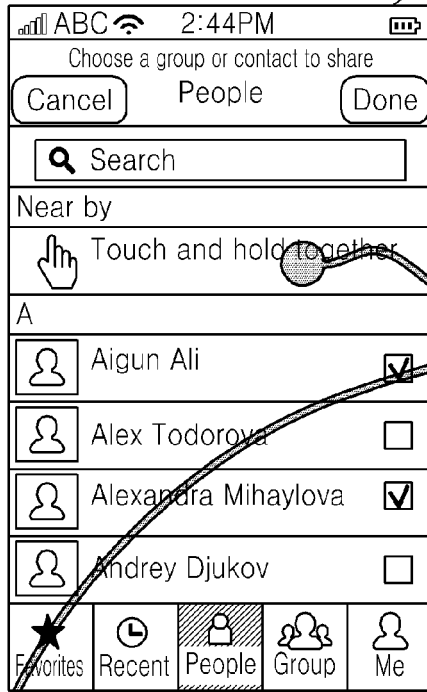 ABC 2:44PM
Choose a group or contact to share
Cancel People Done
Search
Near by
Touch and hold together
A
Aigun Ali
Alex Todorova
Alexandra Mihaylova
Andrey Djukov
Favorites Recent People Group Me